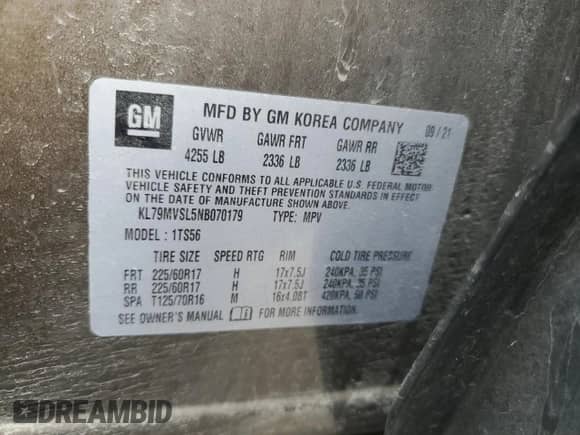 GM
MFD BY GM KOREA COMPANY 09/21
GVWR GAWR FRT GAWR RR
4255 LB 2336 LB 2336 LB
THIS VEHICLE CONFORMS TO ALL APPLICABLE U.S. FEDERAL MOTOR
VEHICLE SAFETY AND THEFT PREVENTION STANDARDS IN EFFECT
ON THE DATE OF MANUFACTURE SHOWN ABOVE.
KL79MVSL5NB070179 TYPE: MPV
MODEL: 1TS56
TIRE SIZE SPEED RTG RIM COLD TIRE PRESSURE
FRT 225/60R17 H 17x7.5J 240KPA, 35 PSI
RR 225/60R17 H 17x7.5J 240KPA, 35 PSI
SPA T125/70R16 M 16x4.0BT 420KPA, 60 PSI
SEE OWNER'S MANUAL FOR MORE INFORMATION
DREAMBID